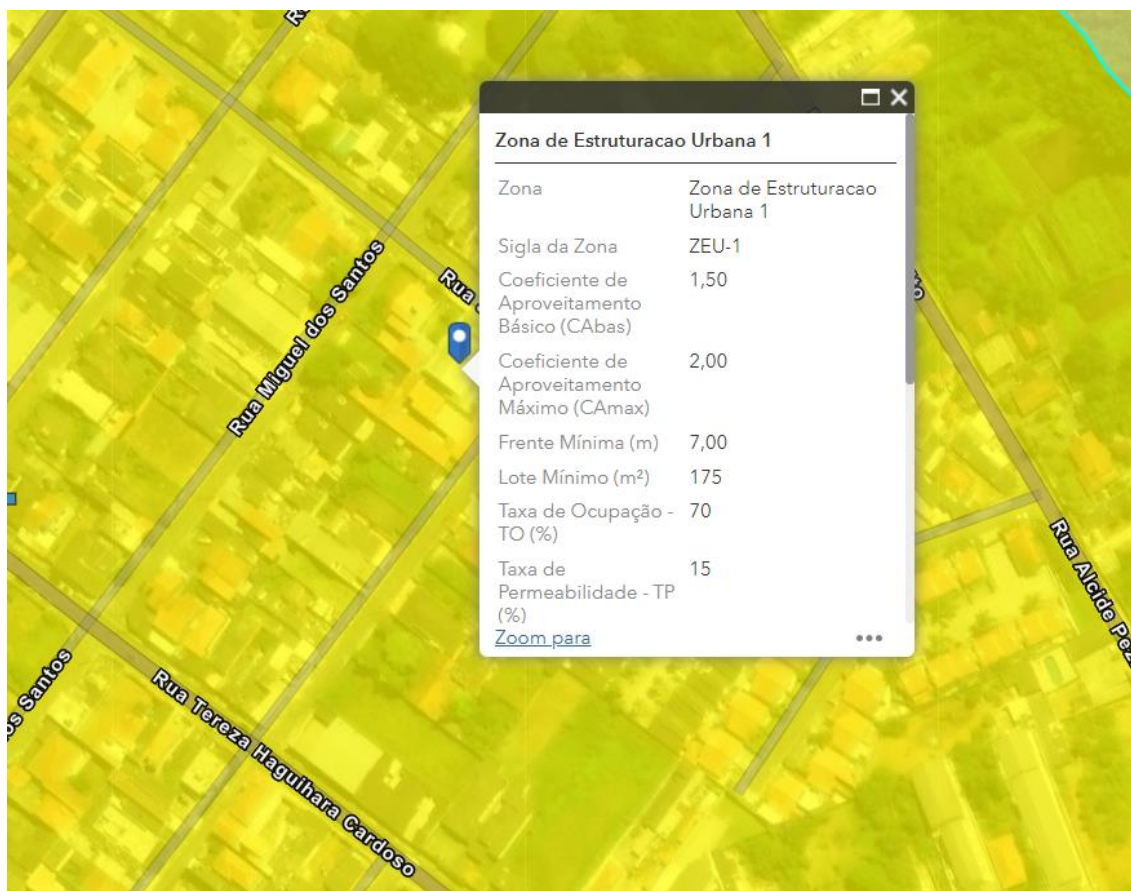 Zona de Estruturacao Urbana 1
Zona
Zona de Estruturacao
Urbana 1
Sigla da Zona
ZEU-1
Coeficiente de
Aproveitamento
Básico (CAbas)
1,50
Coeficiente de
Aproveitamento
Máximo (CAmax)
2,00
Frente Mínima (m)
7,00
Lote Mínimo (m²)
175
Taxa de Ocupação -
TO (%)
70
Taxa de
Permeabilidade - TP
(%)
15
Zoom para
Rua Miguel dos Santos
Rua
Rua Alcide
Santos
Rua Tereza Haguihara Cardoso